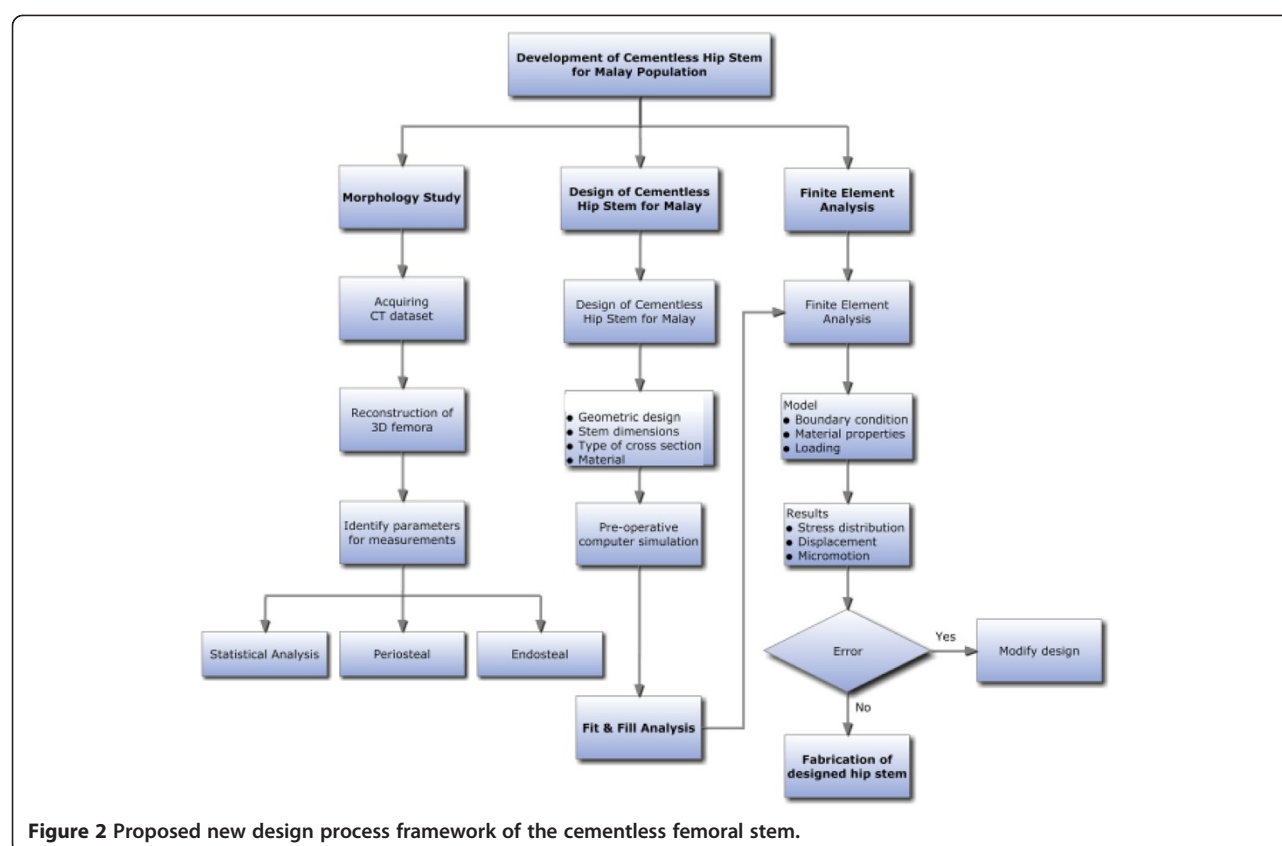 Development of Cementless Hip Stem
for Malay Population
Morphology Study
Acquiring
CT dataset
Reconstruction of
3D femora
Identify parameters
for measurements
Statistical Analysis
Periosteal
Endosteal
Design of Cementless
Hip Stem for Malay
Design of Cementless
Hip Stem for Malay
● Geometric design
● Stem dimensions
● Type of cross section
● Material
Pre-operative
computer simulation
Fit & Fill Analysis
Finite Element
Analysis
Finite Element
Analysis
Model
● Boundary condition
● Material properties
● Loading
Results
● Stress distribution
● Displacement
● Micromotion
Error
Yes
Modify design
No
Fabrication of
designed hip stem
Figure 2 Proposed new design process framework of the cementless femoral stem.